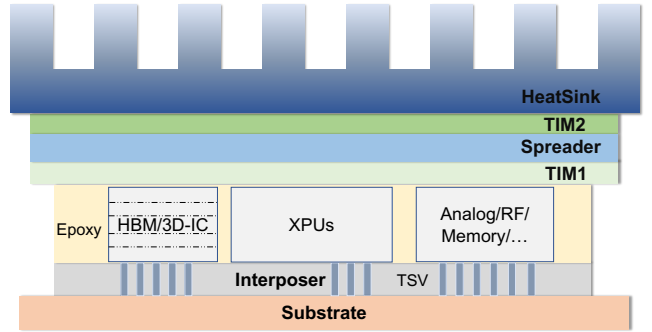 HeatSink
TIM2
Spreader
TIM1
Epoxy
HBM/3D-IC
XPUs
Analog/RF/
Memory/...
Interposer
TSV
Substrate